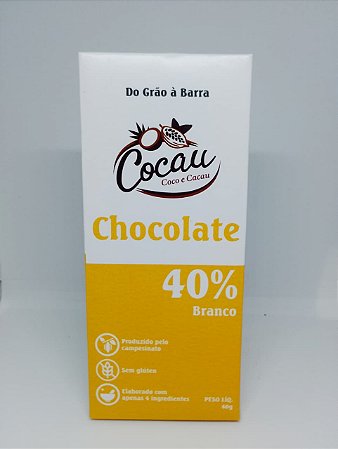 Do Grão à Barra
Cocau
Coco e Cacau
Chocolate
40%
Branco
Produzido pelo
campesinato
Sem glúten
Elaborado com
apenas 4 ingredientes
PESO LÍQ.
60g